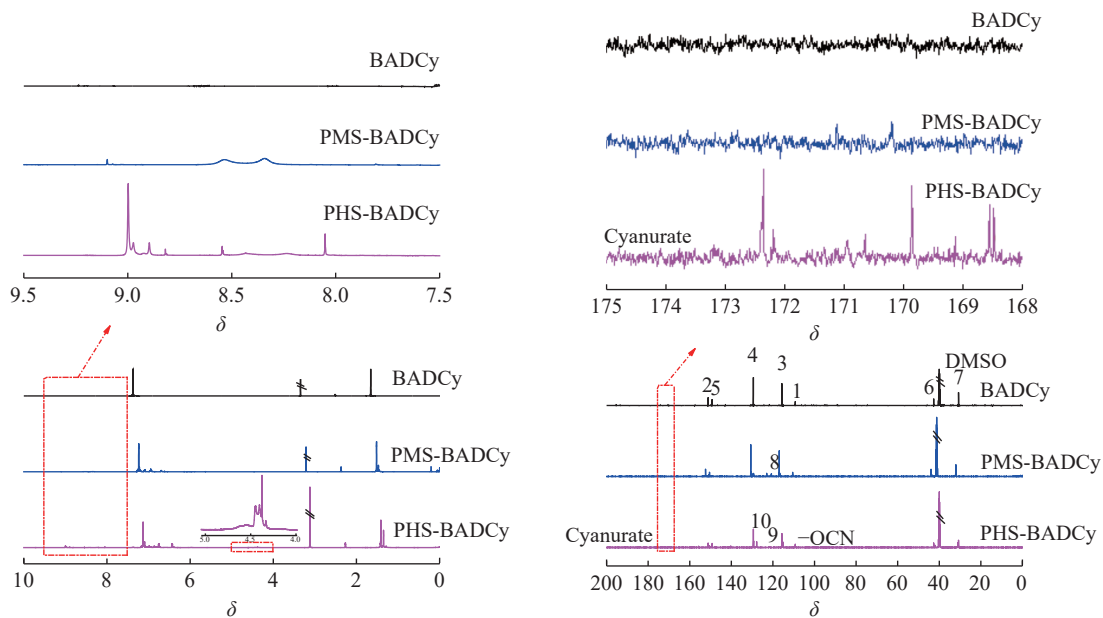 BADCy
PMS-BADCy
PHS-BADCy
9.5 9.0 8.5 8.0 7.5
δ
BADCy
PMS-BADCy
PHS-BADCy
Cyanurate
175 174 173 172 171 170 169 168
δ
BADCy
PMS-BADCy
PHS-BADCy
5.0 4.5 4.0
10 8 6 4 2 0
δ
4 DMSO
3 7
2 5 1 6 BADCy
8 PMS-BADCy
10
9 −OCN
Cyanurate PHS-BADCy
200 180 160 140 120 100 80 60 40 20 0
δ